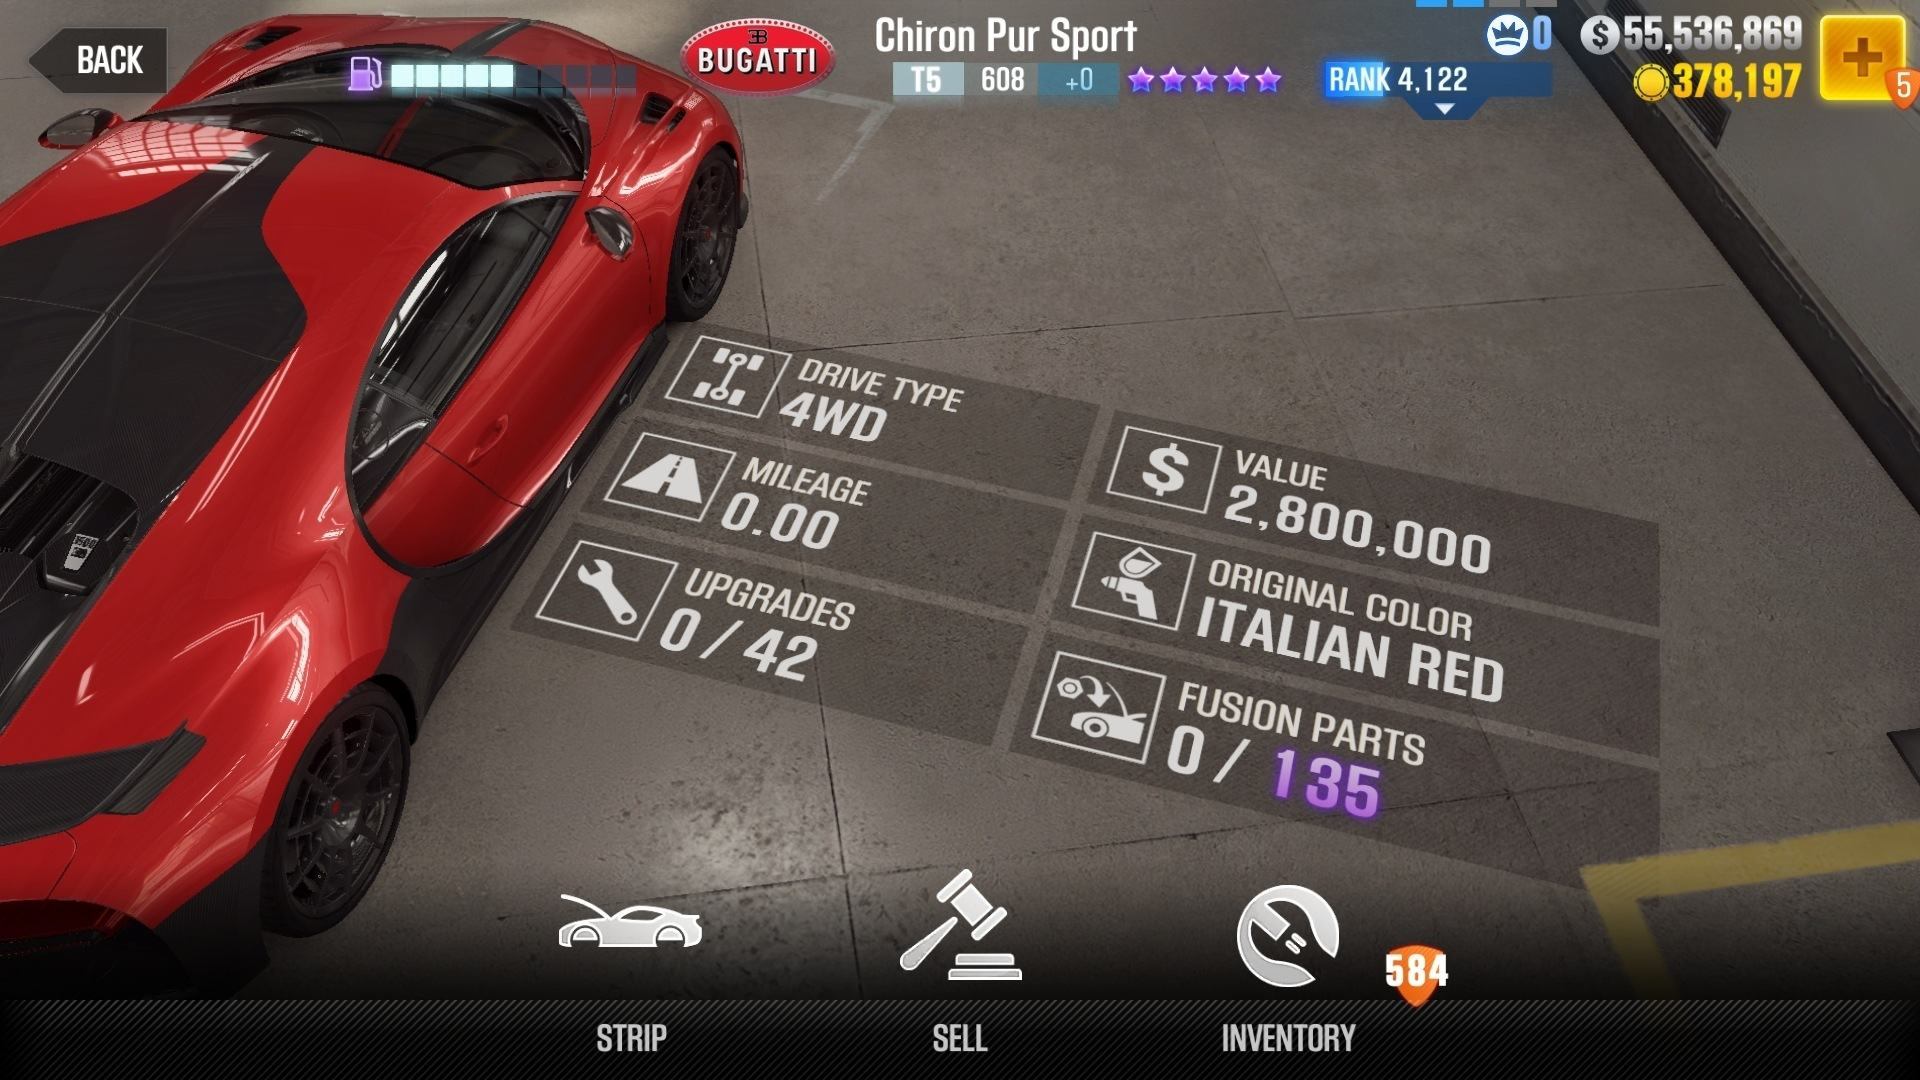 BACK
BUGATTI
Chiron Pur Sport
T5 608 +0
RANK 4,122
0
$55,536,869
378,197
5
DRIVE TYPE
4WD
MILEAGE
0.00
UPGRADES
0/42
$ VALUE
2,800,000
ORIGINAL COLOR
ITALIAN RED
FUSION PARTS
0/135
584
STRIP
SELL
INVENTORY